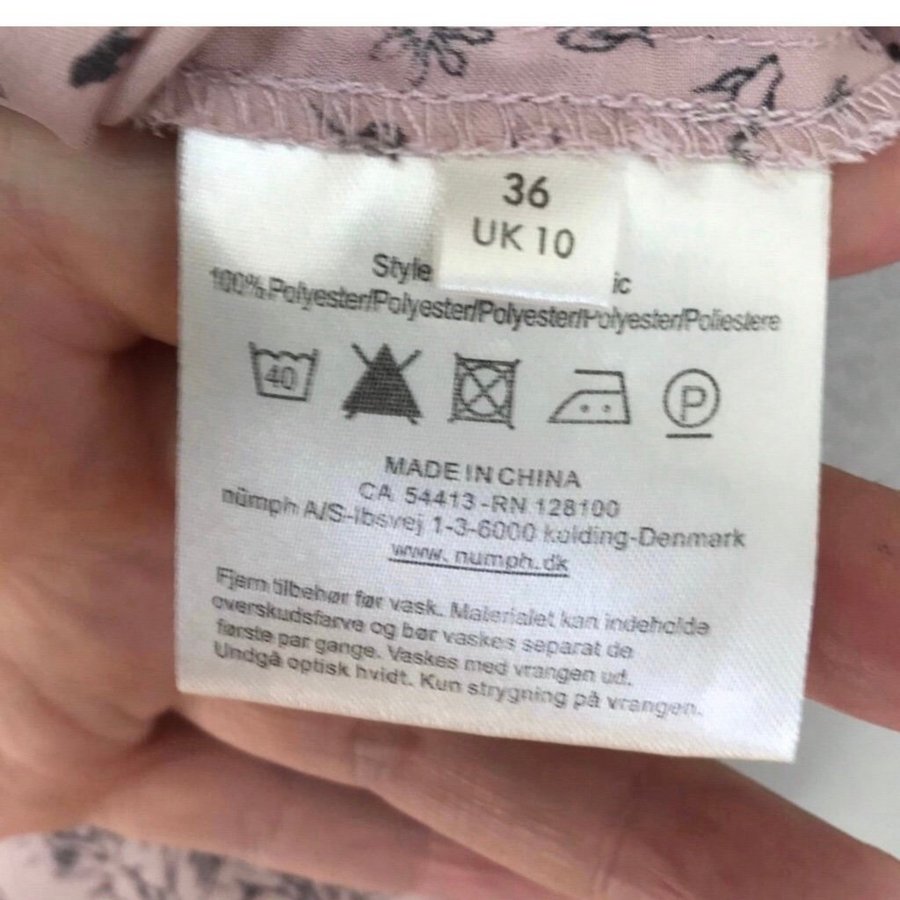 36
UK 10
Style ic
100% Polyester/Polyester/Polyester/Polyester/Poliestere
40
P
MADE IN CHINA
CA 54413-RN 128100
nümph A/S-Ibsvej 1-3-6000 kolding-Denmark
www.numph.dk
Fjern tilbehør før vask. Materialet kan indeholde
overskudsfarve og bør vaskes separat de
første par gange. Vaskes med vrangen ud.
Undgå optisk hvidt. Kun strygning på vrangen.